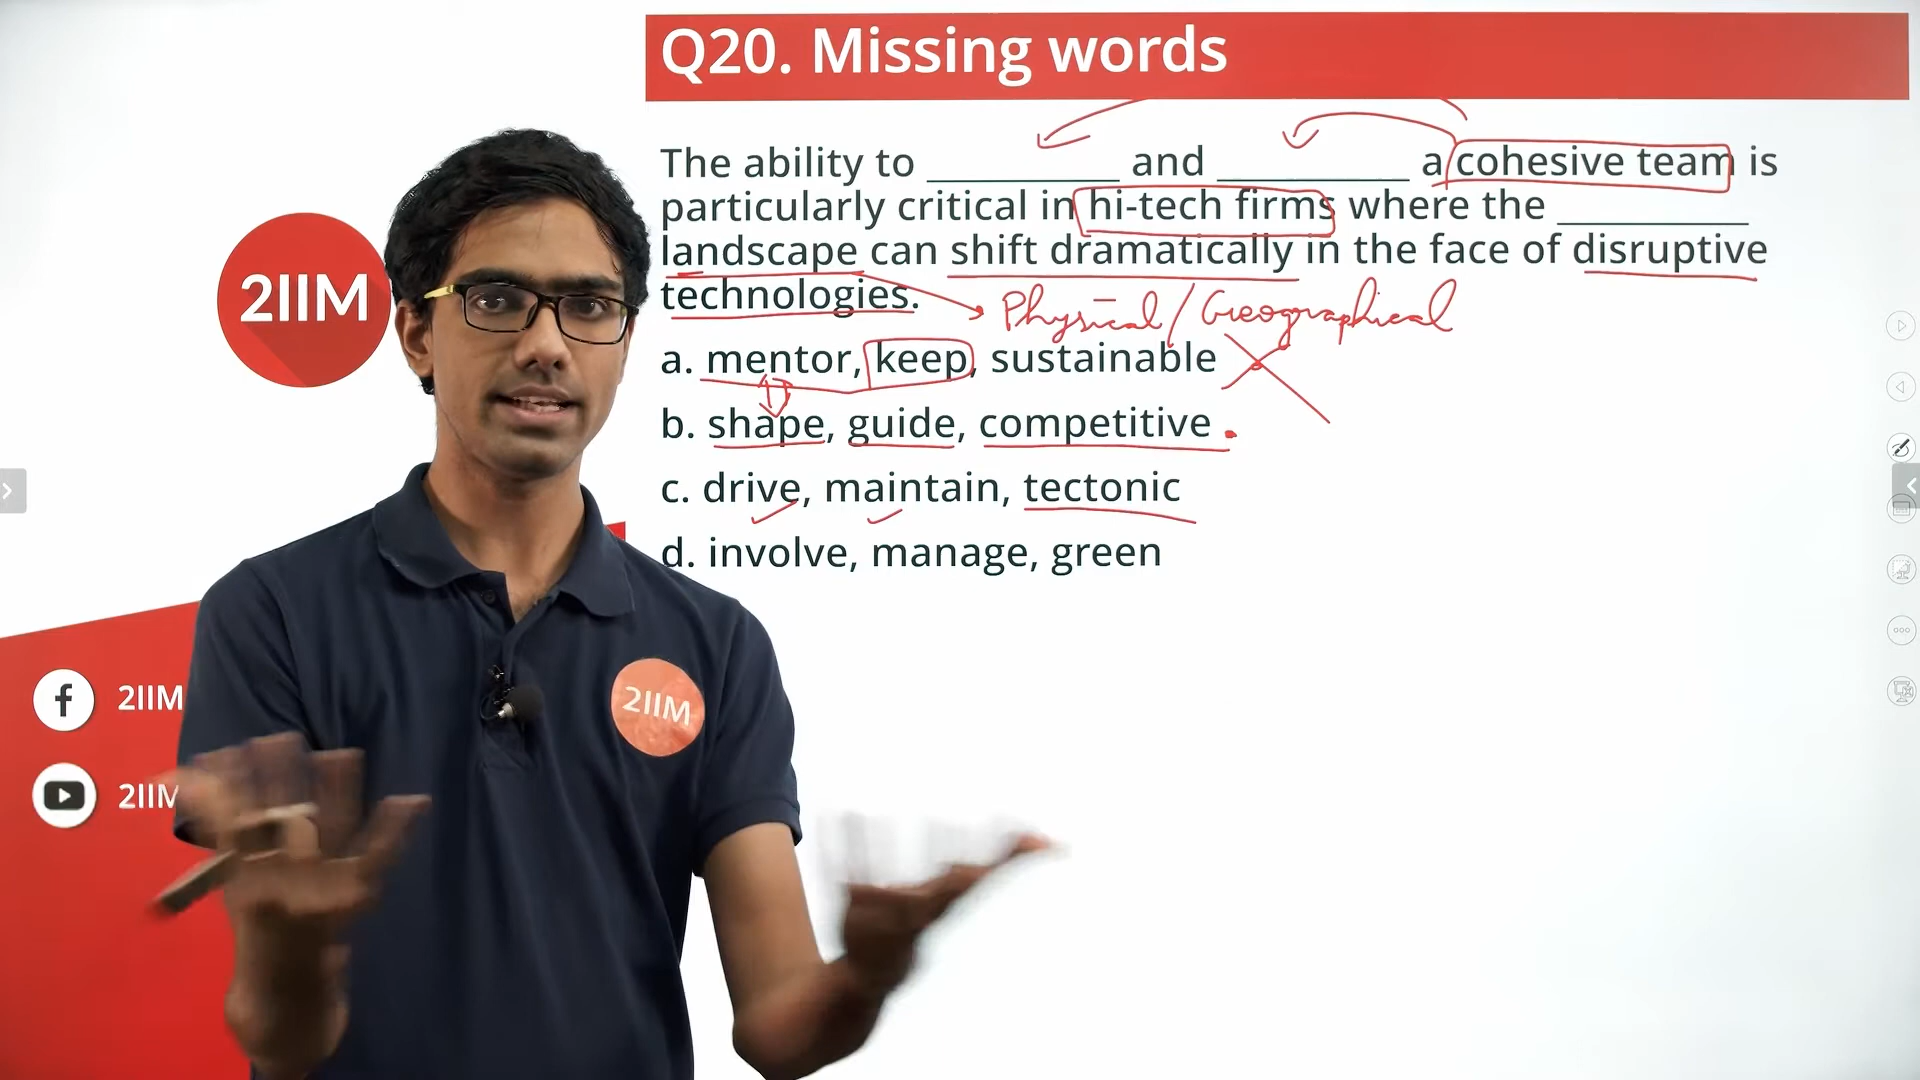 Q20. Missing words
The ability to __________ and __________ a cohesive team is
particularly critical in hi-tech firms where the __________
landscape can shift dramatically in the face of disruptive
technologies.
Physical / Geographical
a. mentor, keep, sustainable
b. shape, guide, competitive
c. drive, maintain, tectonic
d. involve, manage, green
2IIM
2IIM
2IIM
2IIM